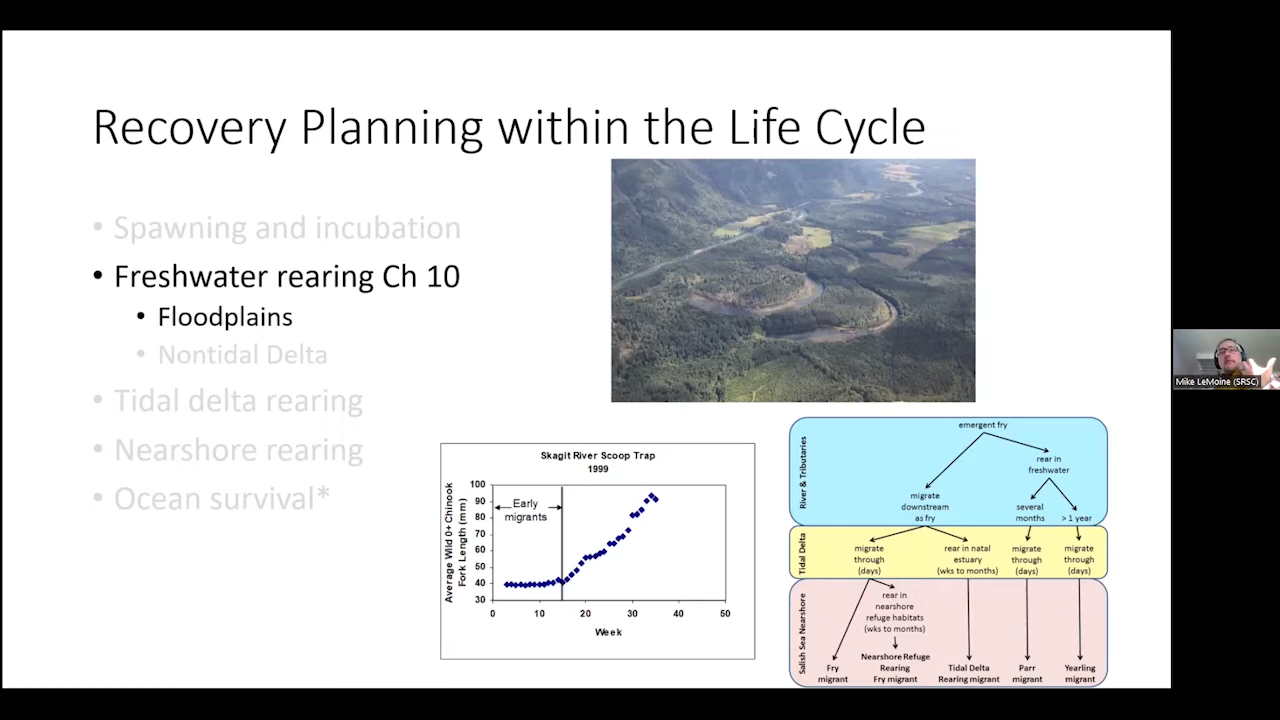 Recovery Planning within the Life Cycle
• Spawning and incubation
• Freshwater rearing Ch 10
• Floodplains
• Nontidal Delta
• Tidal delta rearing
• Nearshore rearing
• Ocean survival*
Skagit River Scoop Trap
1999
Average Wild 0+ Chinook
Fork Length (mm)
100
90
80
70
60
50
40
30
Early
migrants
0
10
20
30
40
50
Week
River & Tributaries
emergent fry
rear in
freshwater
migrate
downstream
as fry
several
months
> 1 year
Tidal Delta
migrate
through
(days)
rear in natal
estuary
(wks to months)
migrate
through
(days)
migrate
through
(days)
Salish Sea Nearshore
rear in
nearshore
refuge habitats
(wks to months)
Fry
migrant
Nearshore Refuge
Rearing
Fry migrant
Tidal Delta
Rearing migrant
Parr
migrant
Yearling
migrant
Mike LeMoine (SRSC)